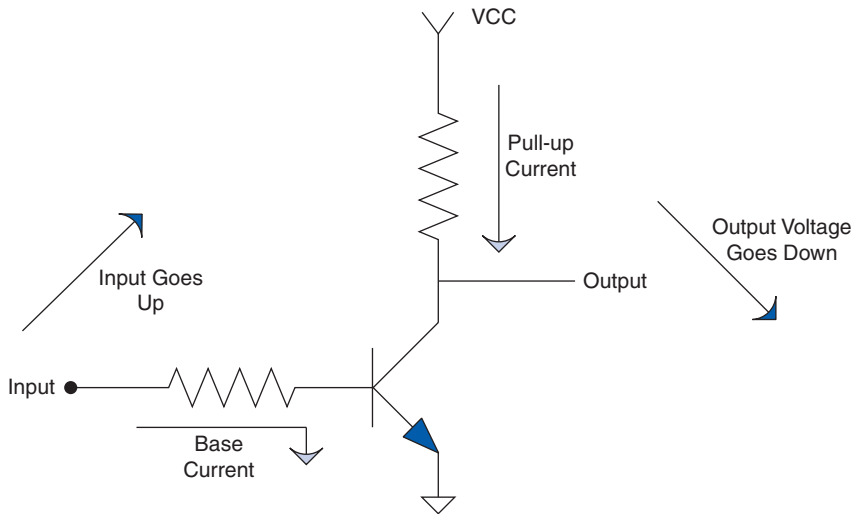 VCC
Pull-up
Current
Output Voltage
Goes Down
Input Goes
Up
Output
Input
Base
Current